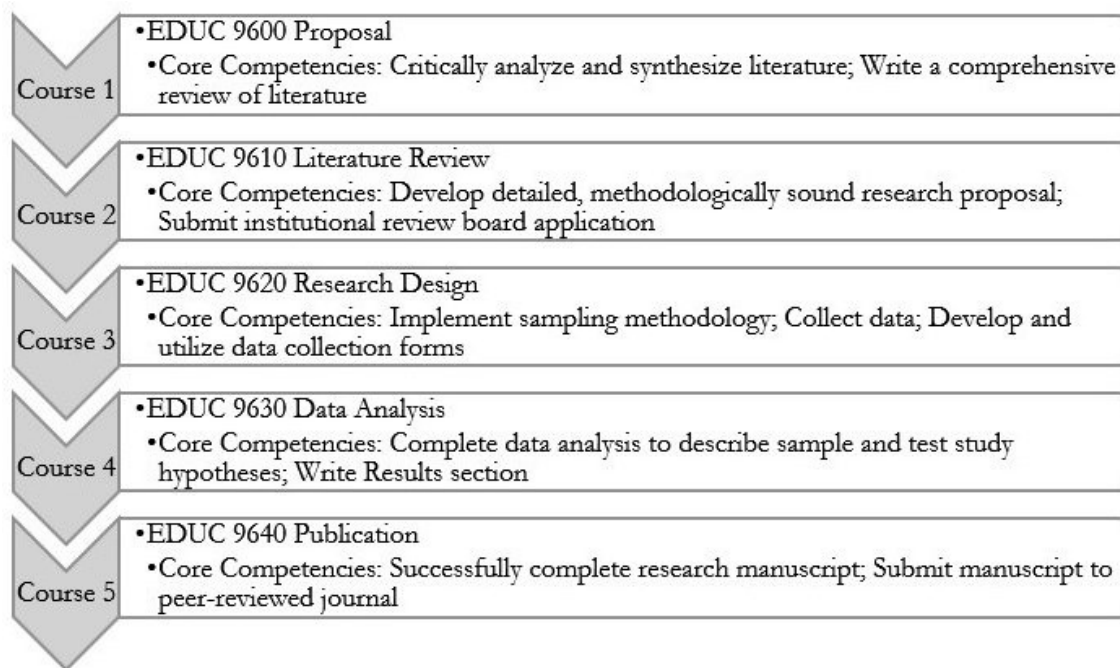 Course 1
•EDUC 9600 Proposal
•Core Competencies: Critically analyze and synthesize literature; Write a comprehensive
review of literature
Course 2
•EDUC 9610 Literature Review
•Core Competencies: Develop detailed, methodologically sound research proposal;
Submit institutional review board application
Course 3
•EDUC 9620 Research Design
•Core Competencies: Implement sampling methodology; Collect data; Develop and
utilize data collection forms
Course 4
•EDUC 9630 Data Analysis
•Core Competencies: Complete data analysis to describe sample and test study
hypotheses; Write Results section
Course 5
•EDUC 9640 Publication
•Core Competencies: Successfully complete research manuscript; Submit manuscript to
peer-reviewed journal